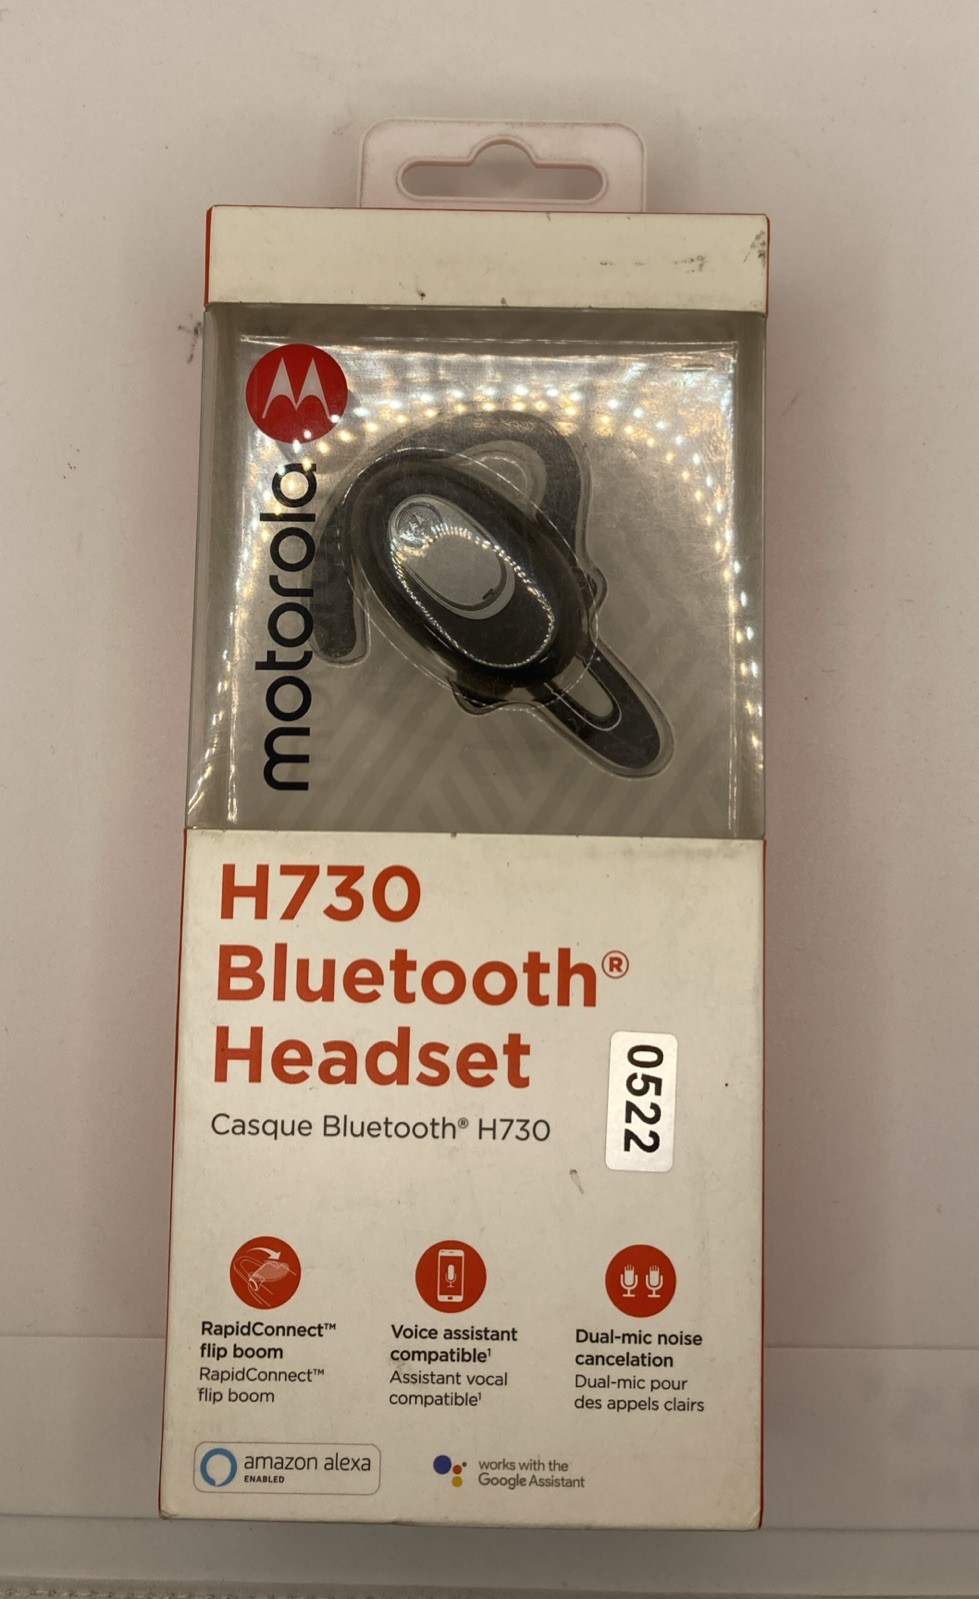 motorola
H730
Bluetooth®
Headset
Casque Bluetooth® H730
0522
RapidConnect™
flip boom
RapidConnect™
flip boom
Voice assistant
compatible¹
Assistant vocal
compatible¹
Dual-mic noise
cancelation
Dual-mic pour
des appels clairs
amazon alexa
ENABLED
works with the
Google Assistant